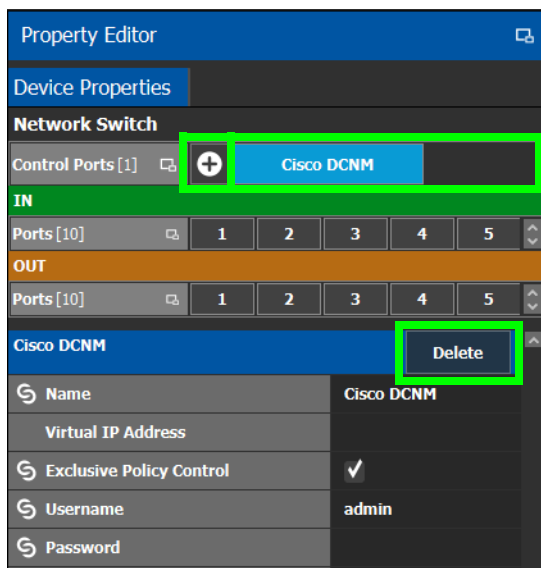 Property Editor
Device Properties
Network Switch
Control Ports [1] Cisco DCNM
IN
Ports [10] 1 2 3 4 5
OUT
Ports [10] 1 2 3 4 5
Cisco DCNM Delete
Name Cisco DCNM
Virtual IP Address
Exclusive Policy Control
Username admin
Password